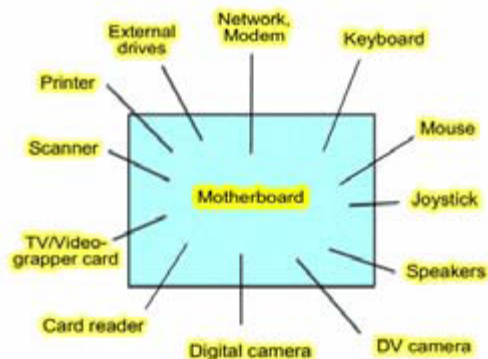 Network,
Modem
External
drives
Keyboard
Printer
Mouse
Scanner
Motherboard
Joystick
TV/Video-
grapper card
Speakers
Card reader
Digital camera
DV camera